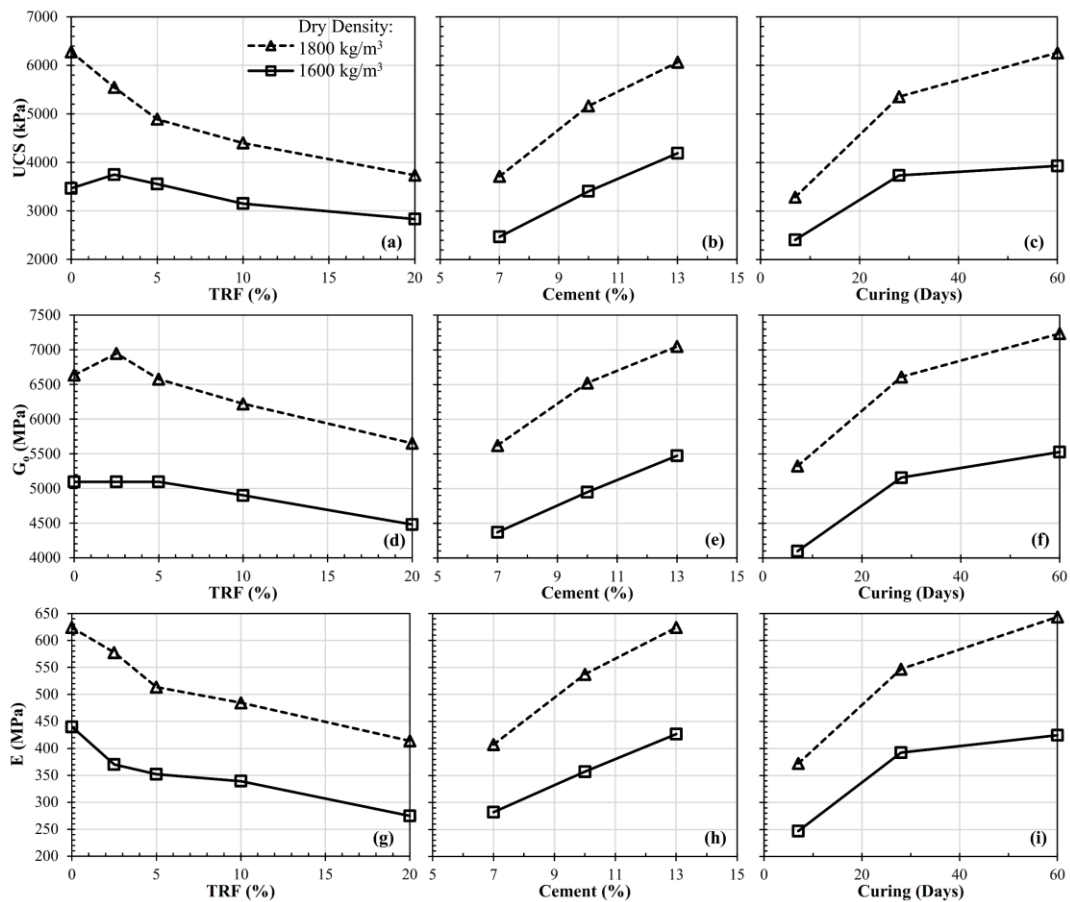 7000
6000
5000
4000
3000
2000
UCS (kPa)
Dry Density:
1800 kg/m³
1600 kg/m³
(a)
0 5 10 15 20
TRF (%)
(b)
5 7 9 11 13 15
Cement (%)
(c)
0 20 40 60
Curing (Days)
7500
7000
6500
6000
5500
5000
4500
4000
G₀ (MPa)
(d)
0 5 10 15 20
TRF (%)
(e)
5 7 9 11 13 15
Cement (%)
(f)
0 20 40 60
Curing (Days)
650
600
550
500
450
400
350
300
250
200
E (MPa)
(g)
0 5 10 15 20
TRF (%)
(h)
5 7 9 11 13 15
Cement (%)
(i)
0 20 40 60
Curing (Days)